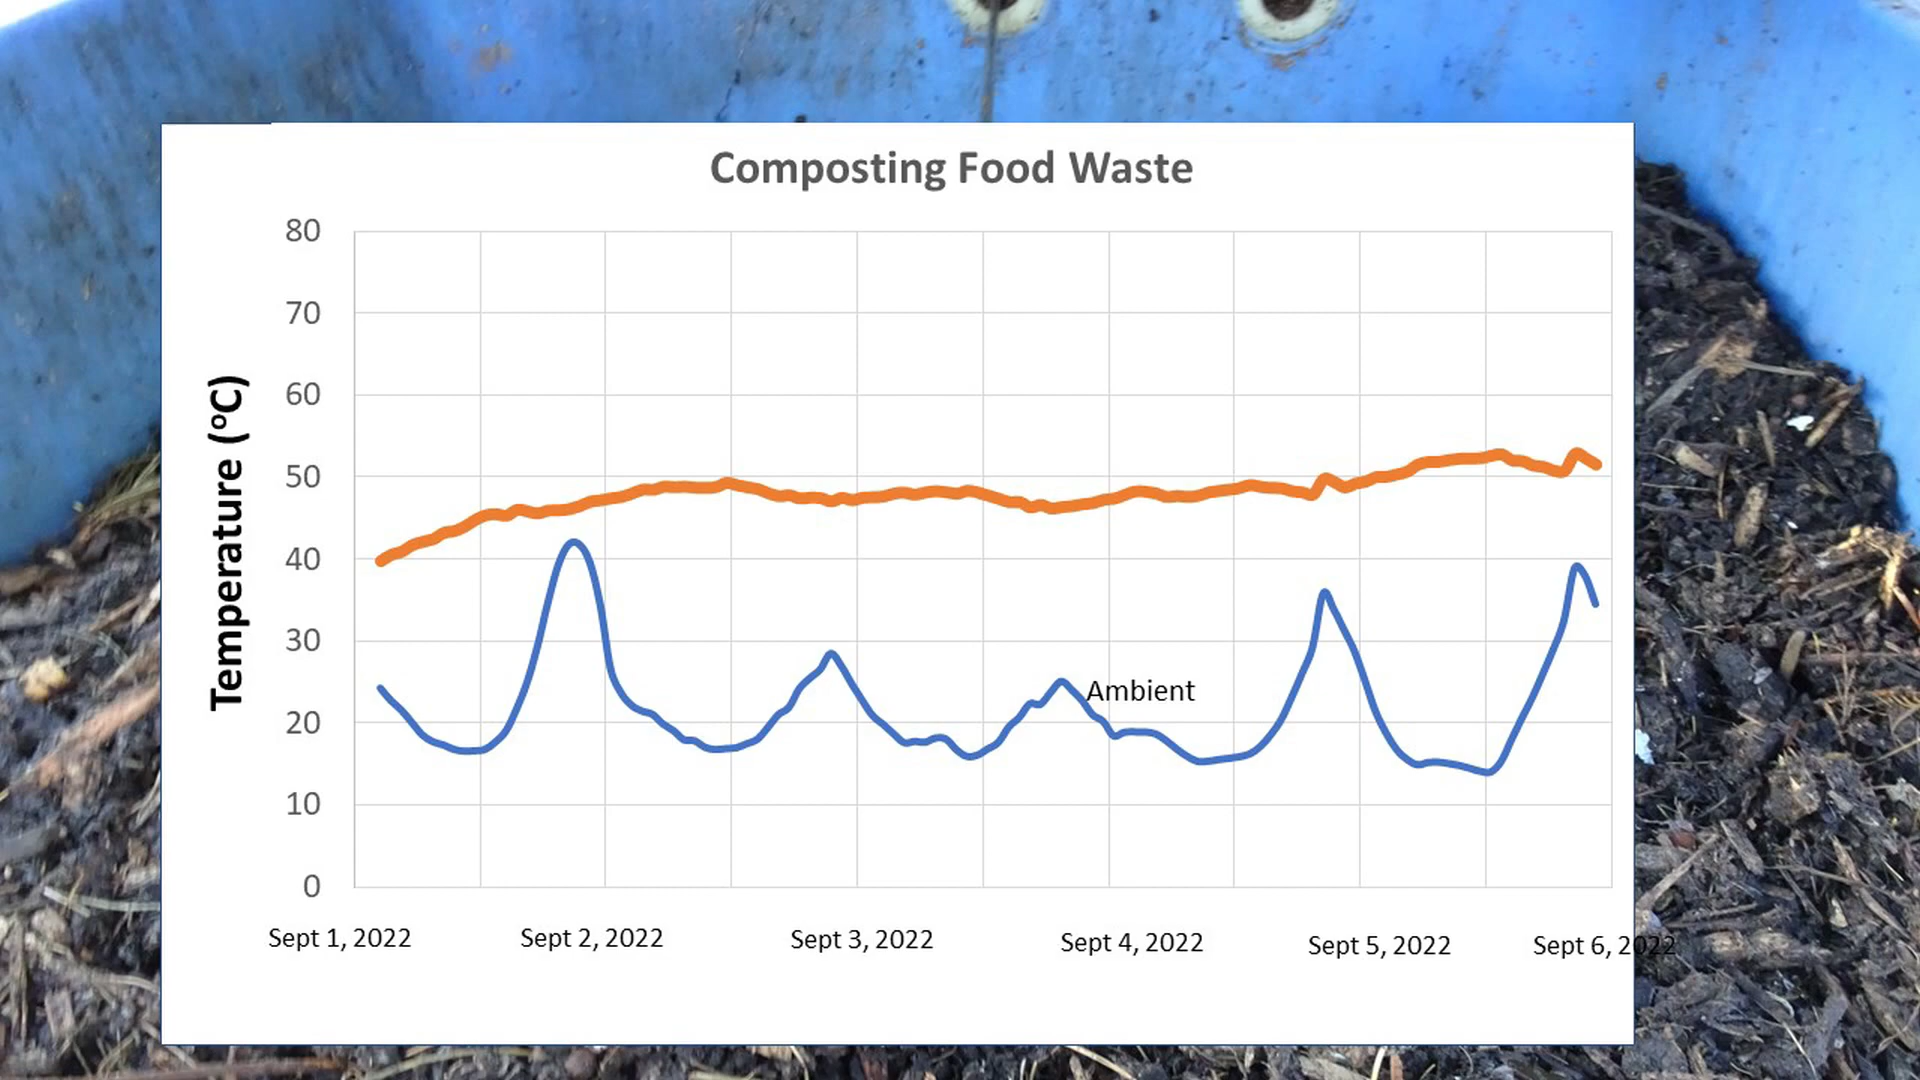 Composting Food Waste
80
70
60
50
40
30
20
10
0
Temperature (°C)
Ambient
Sept 1, 2022
Sept 2, 2022
Sept 3, 2022
Sept 4, 2022
Sept 5, 2022
Sept 6, 2022